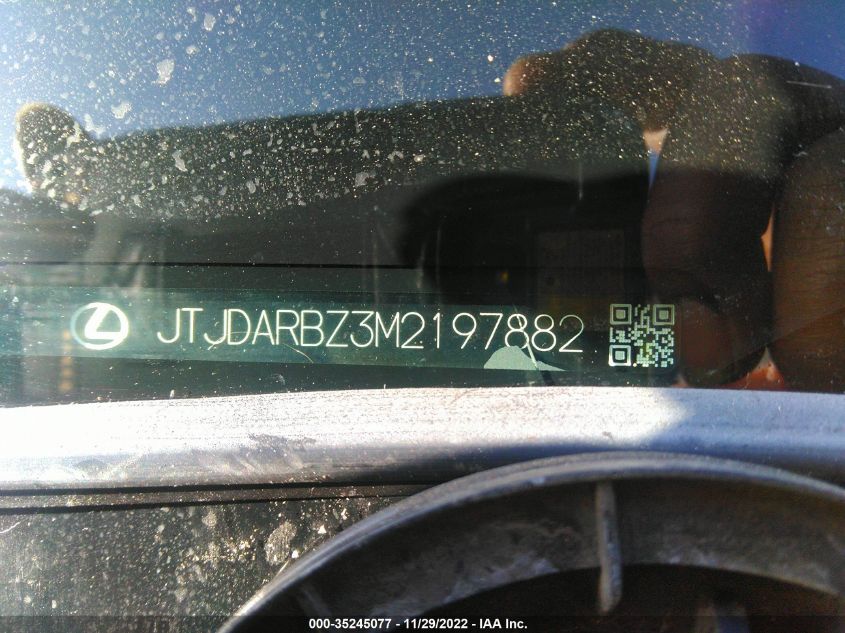 JTJDARBZ3M2197882
000-35245077 - 11/29/2022 - IAA Inc.